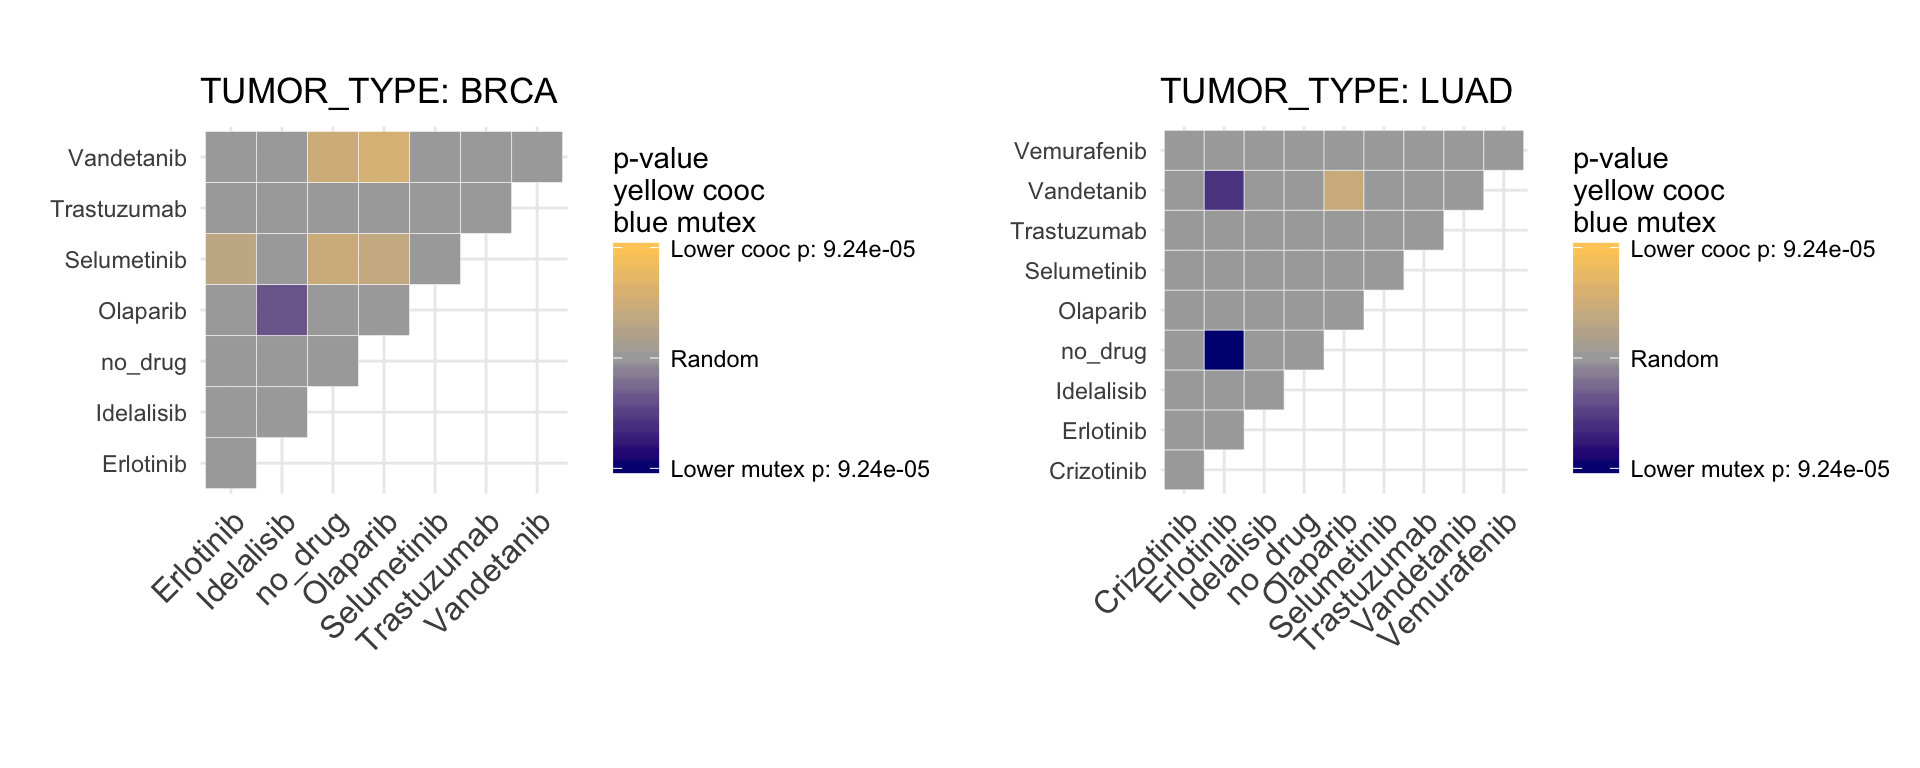 TUMOR_TYPE: BRCA
Vandetanib
Trastuzumab
Selumetinib
Olaparib
no_drug
Idelalisib
Erlotinib
Erlotinib
Idelalisib
no_drug
Olaparib
Selumetinib
Trastuzumab
Vandetanib
p-value
yellow cooc
blue mutex
Lower cooc p: 9.24e-05
Random
Lower mutex p: 9.24e-05
TUMOR_TYPE: LUAD
Vemurafenib
Vandetanib
Trastuzumab
Selumetinib
Olaparib
no_drug
Idelalisib
Erlotinib
Crizotinib
Crizotinib
Erlotinib
Idelalisib
no_drug
Olaparib
Selumetinib
Trastuzumab
Vandetanib
Vemurafenib
p-value
yellow cooc
blue mutex
Lower cooc p: 9.24e-05
Random
Lower mutex p: 9.24e-05